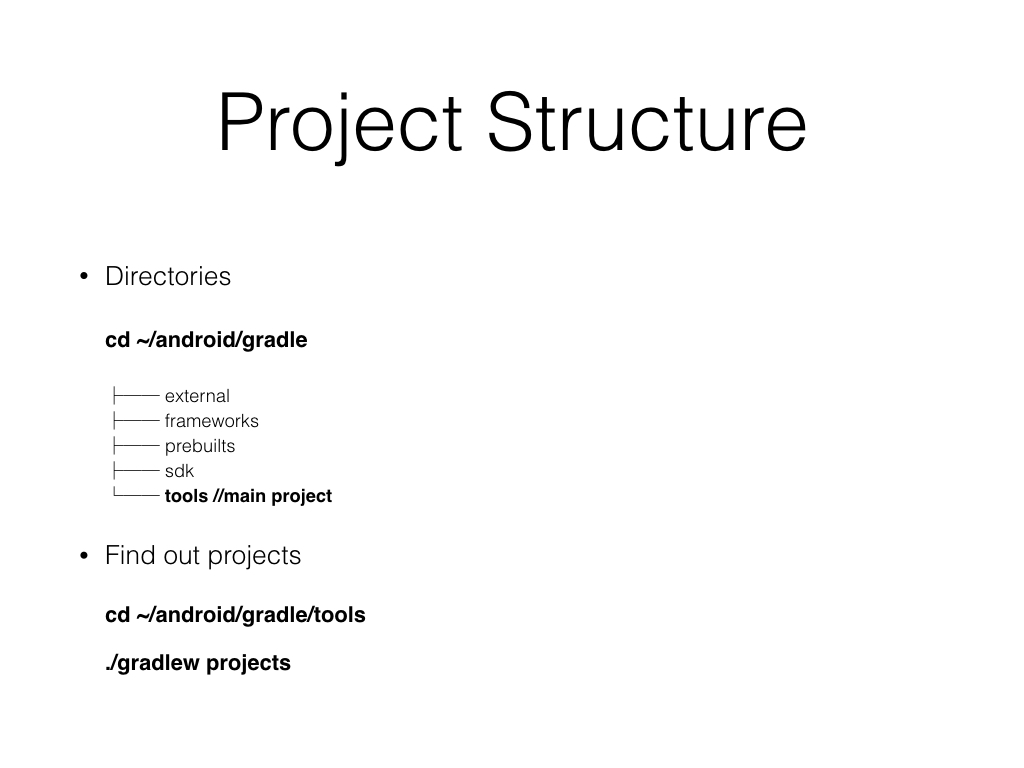 Project Structure
• Directories
cd ~/android/gradle
├── external
├── frameworks
├── prebuilts
├── sdk
└── tools //main project
• Find out projects
cd ~/android/gradle/tools
./gradlew projects